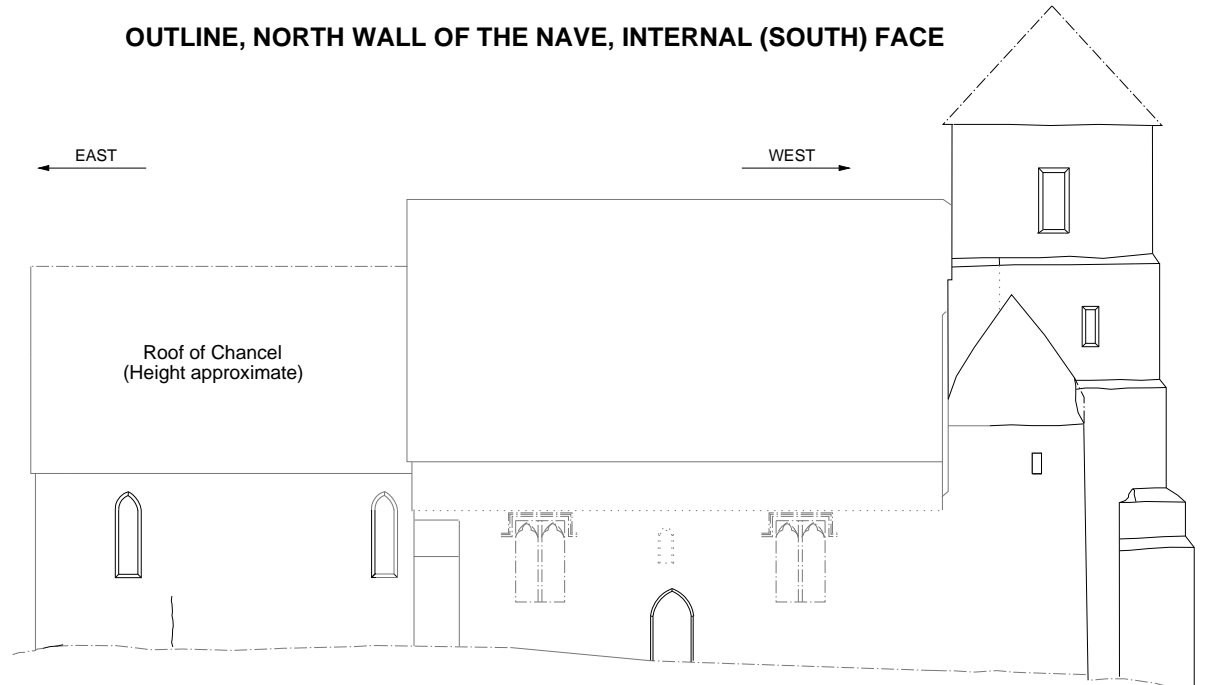 OUTLINE, NORTH WALL OF THE NAVE, INTERNAL (SOUTH) FACE
EAST
WEST
Roof of Chancel
(Height approximate)